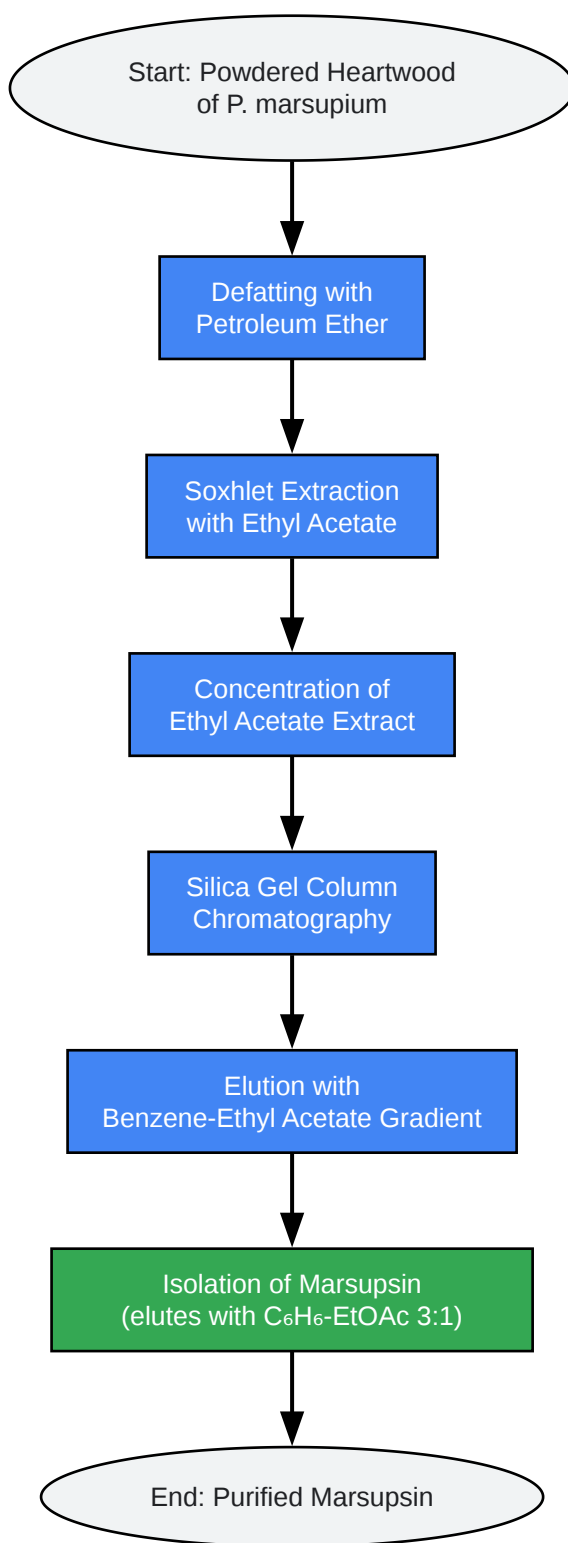 Start: Powdered Heartwood
of P. marsupium
Defatting with
Petroleum Ether
Soxhlet Extraction
with Ethyl Acetate
Concentration of
Ethyl Acetate Extract
Silica Gel Column
Chromatography
Elution with
Benzene-Ethyl Acetate Gradient
Isolation of Marsupsin
(elutes with C₆H₆-EtOAc 3:1)
End: Purified Marsupsin